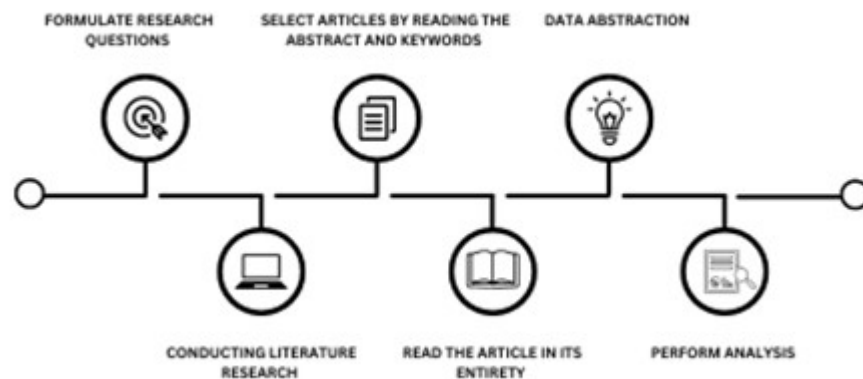 FORMULATE RESEARCH
QUESTIONS
SELECT ARTICLES BY READING THE
ABSTRACT AND KEYWORDS
DATA ABSTRACTION
CONDUCTING LITERATURE
RESEARCH
READ THE ARTICLE IN ITS
ENTIRETY
PERFORM ANALYSIS